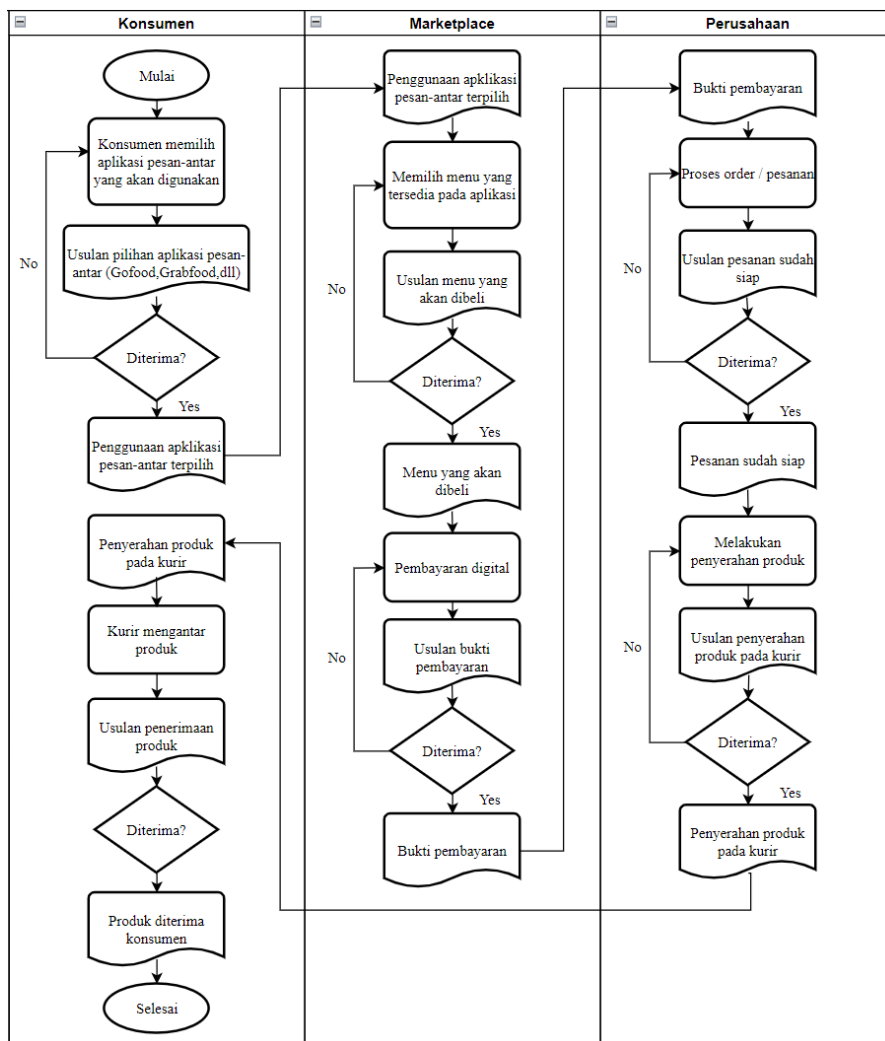 Konsumen
Mulai
Konsumen memilih
aplikasi pesan-antar
yang akan digunakan
No
Usulan pilihan aplikasi pesan-
antar (Gofood,Grabfood,dll)
Diterima?
Yes
Penggunaan apklikasi
pesan-antar terpilih
Penyerahan produk
pada kurir
Kurir mengantar
produk
Usulan penerimaan
produk
Diterima?
Produk diterima
konsumen
Selesai
Marketplace
Penggunaan apklikasi
pesan-antar terpilih
Memilih menu yang
tersedia pada aplikasi
No
Usulan menu yang
akan dibeli
Diterima?
Yes
Menu yang akan
dibeli
Pembayaran digital
No
Usulan bukti
pembayaran
Diterima?
Yes
Bukti pembayaran
Perusahaan
Bukti pembayaran
Proses order / pesanan
No
Usulan pesanan sudah
siap
Diterima?
Yes
Pesanan sudah siap
Melakukan
penyerahan produk
No
Usulan penyerahan
produk pada kurir
Diterima?
Yes
Penyerahan produk
pada kurir